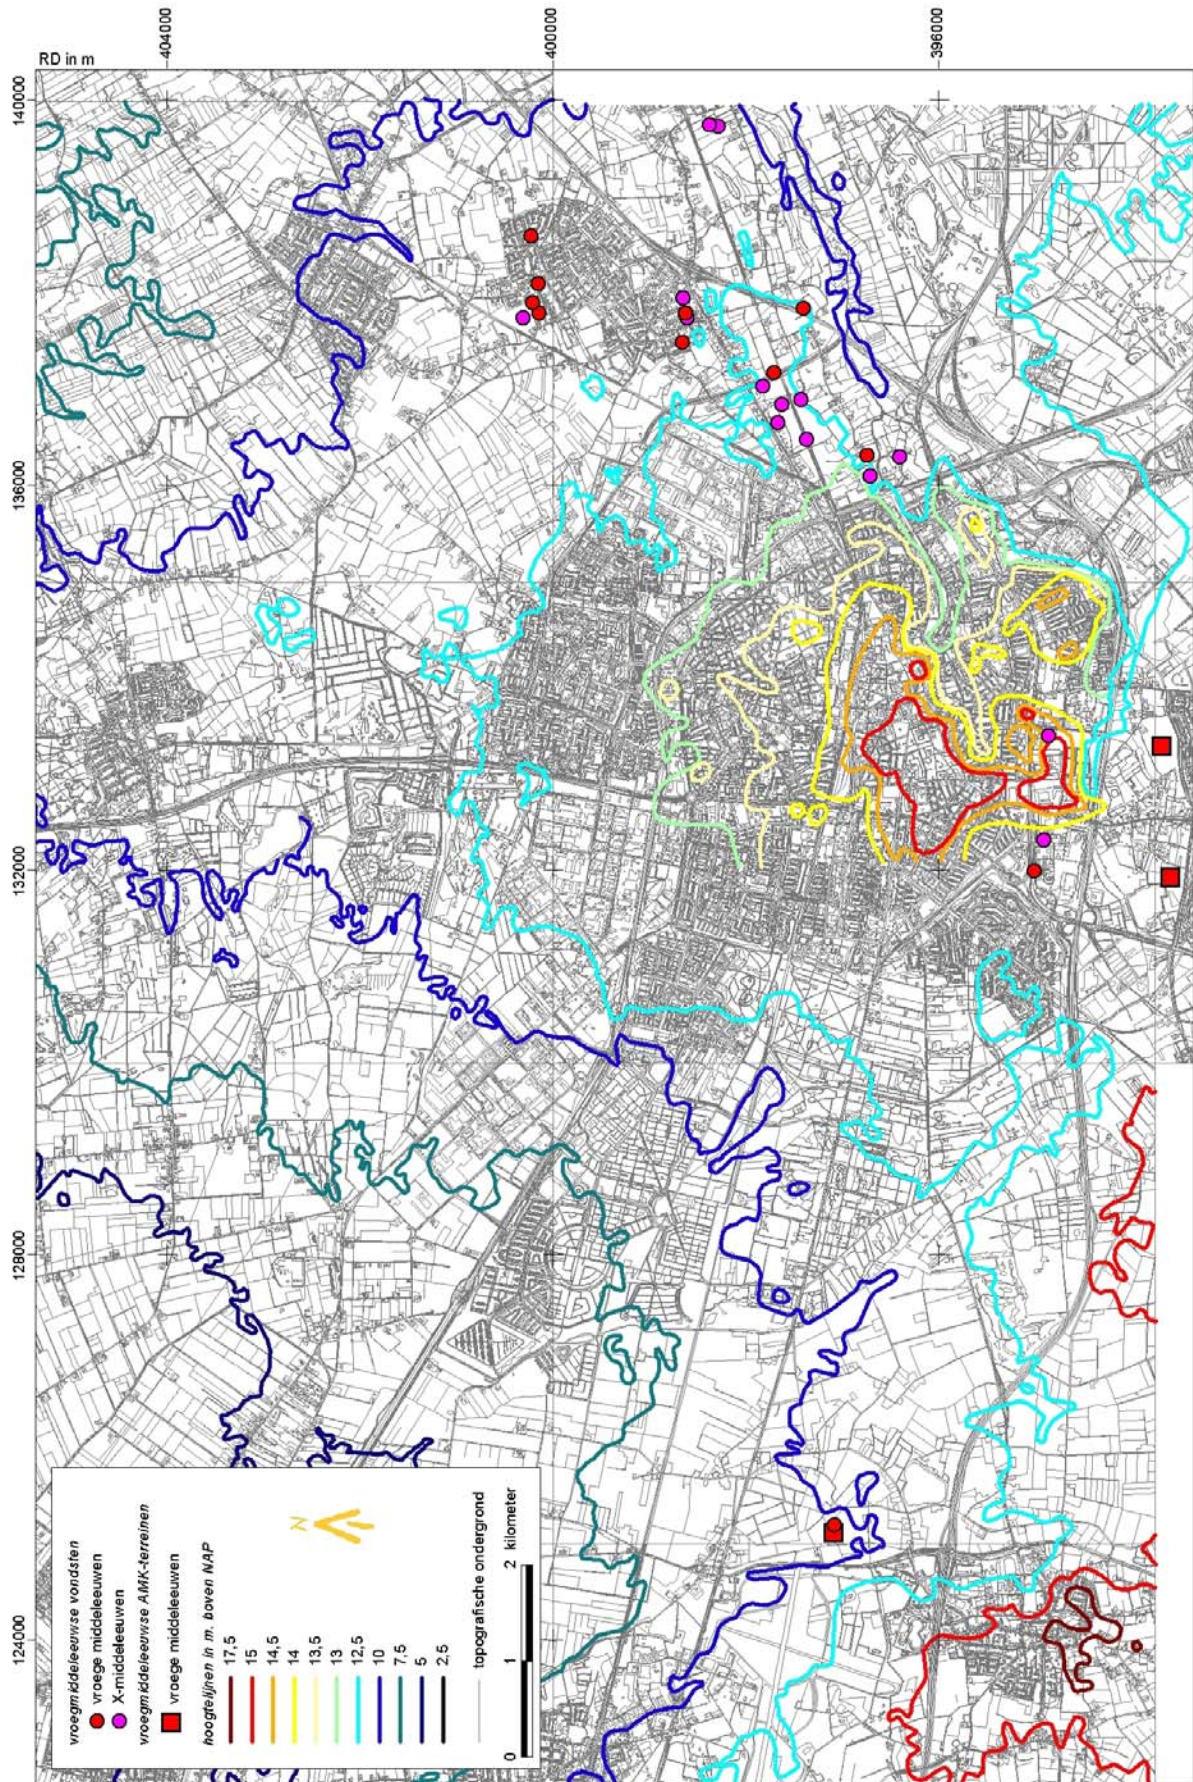 RD in m
404000
400000
396000
140000
136000
132000
128000
124000
vroegmiddeleeuwse vondsten
vroege middeleeuwen
X-middeleeuwen
vroegmiddeleeuwse AMK-terreinen
vroege middeleeuwen
hoogtelijnen in m. boven NAP
17,5
15
14,5
14
13,5
13
12,5
10
7,5
5
2,5
topografische ondergrond
0 1 2 kilometer
N